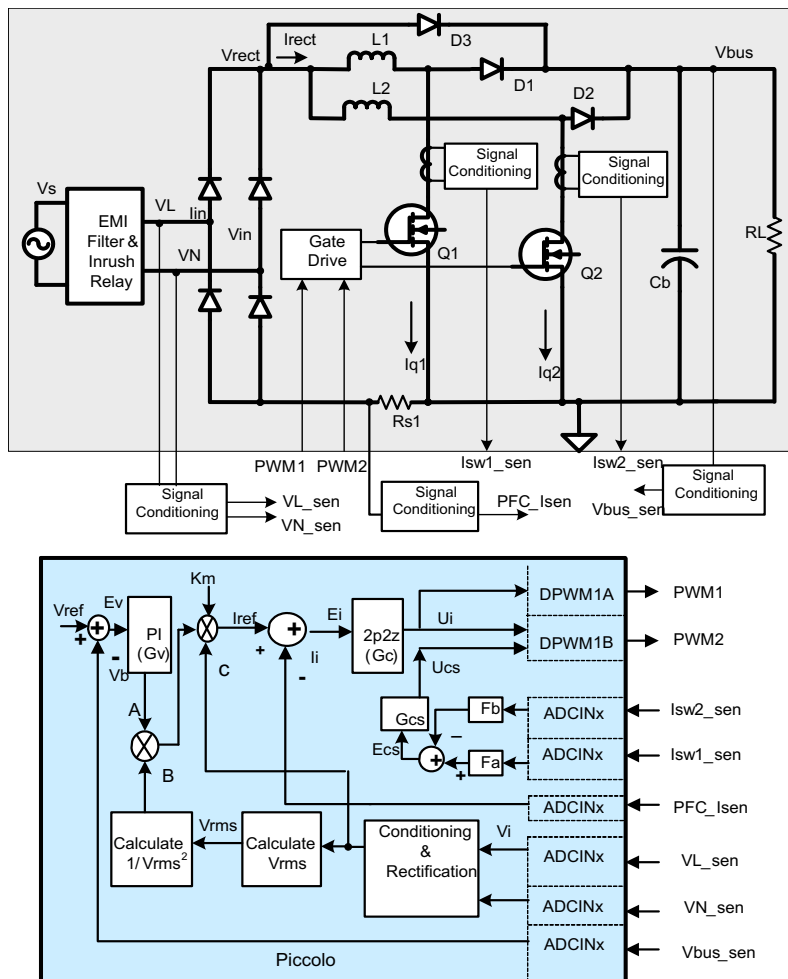 D3
L1
Irect
Vrect
Vbus
D1
L2
D2
Signal
Conditioning
Signal
Conditioning
Vs
VL
Iin
EMI
Filter &
Inrush
Relay
Vin
VN
Gate
Drive
Q1
Q2
RL
Cb
Iq1
Iq2
Rs1
PWM1
PWM2
Isw1_sen
Isw2_sen
Signal
Conditioning
VL_sen
VN_sen
Signal
Conditioning
PFC_Isen
Signal
Conditioning
Vbus_sen
Km
Vref
Ev
+
-
Vb
PI
(Gv)
Iref
+
+
-
Ei
Ii
2p2z
(Gc)
Ui
DPWM1A
PWM1
DPWM1B
PWM2
Ucs
C
A
B
Gcs
Ecs
+
–
+
Fb
Fa
ADCINx
Isw2_sen
ADCINx
Isw1_sen
ADCINx
PFC_Isen
Calculate
1/ Vrms²
Vrms
Calculate
Vrms
Conditioning
&
Rectification
Vi
ADCINx
VL_sen
ADCINx
VN_sen
ADCINx
Vbus_sen
Piccolo